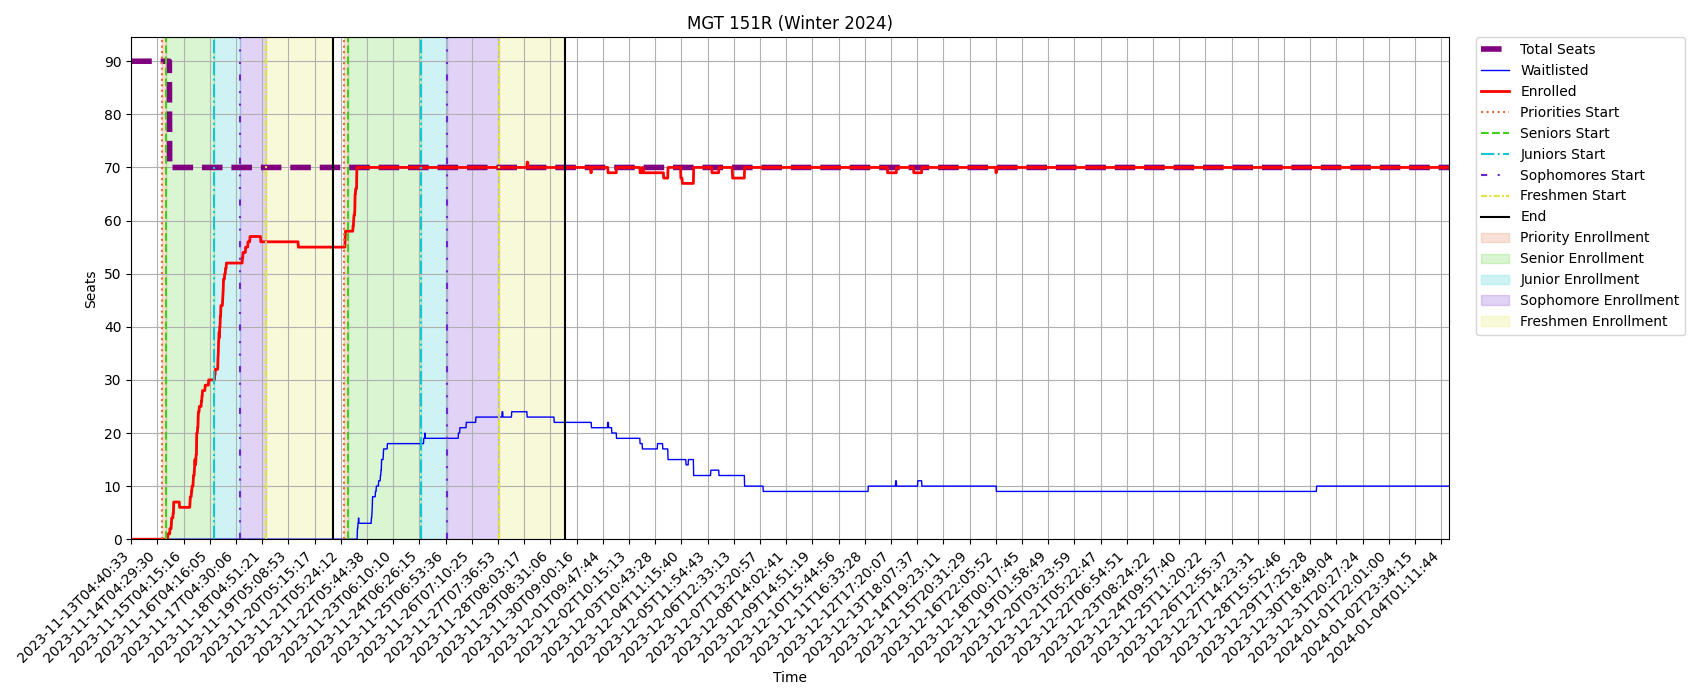 MGT 151R (Winter 2024)
Seats
90
80
70
60
50
40
30
20
10
0
2023-11-13T04:40:33
2023-11-14T04:29:30
2023-11-15T04:15:16
2023-11-16T04:16:05
2023-11-17T04:30:06
2023-11-18T04:51:21
2023-11-19T05:08:53
2023-11-20T05:15:17
2023-11-21T05:24:12
2023-11-22T05:44:38
2023-11-23T06:10:10
2023-11-24T06:26:15
2023-11-25T06:53:36
2023-11-26T07:10:25
2023-11-27T07:36:53
2023-11-28T08:03:17
2023-11-29T08:31:06
2023-11-30T09:00:16
2023-12-01T09:47:44
2023-12-02T10:15:13
2023-12-03T10:43:28
2023-12-04T11:15:40
2023-12-05T11:54:43
2023-12-06T12:33:13
2023-12-07T13:20:57
2023-12-08T14:02:41
2023-12-09T14:51:19
2023-12-10T15:44:56
2023-12-11T16:33:28
2023-12-12T17:20:07
2023-12-13T18:07:37
2023-12-14T19:23:11
2023-12-15T20:31:29
2023-12-16T22:05:52
2023-12-18T00:17:45
2023-12-19T01:58:49
2023-12-20T03:23:59
2023-12-21T05:22:47
2023-12-22T06:54:51
2023-12-23T08:24:22
2023-12-24T09:57:40
2023-12-25T11:20:22
2023-12-26T12:55:37
2023-12-27T14:23:31
2023-12-28T15:52:46
2023-12-29T17:25:28
2023-12-30T18:49:04
2023-12-31T20:27:24
2024-01-01T22:01:00
2024-01-02T23:34:15
2024-01-04T01:11:44
Time
Total Seats
Waitlisted
Enrolled
Priorities Start
Seniors Start
Juniors Start
Sophomores Start
Freshmen Start
End
Priority Enrollment
Senior Enrollment
Junior Enrollment
Sophomore Enrollment
Freshmen Enrollment